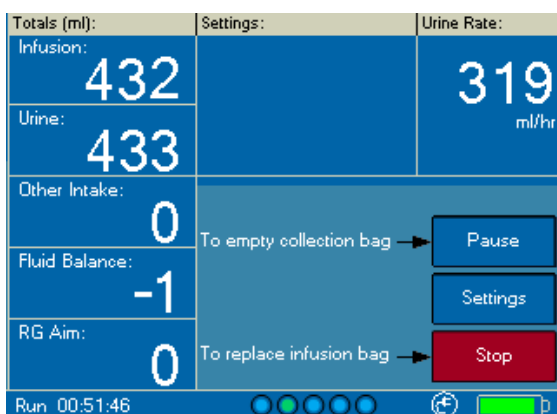 Totals (ml):
Settings:
Urine Rate:
Infusion:
432
319
ml/hr
Urine:
433
Other Intake:
0
To empty collection bag
Pause
Fluid Balance:
-1
Settings
RG Aim:
0
To replace infusion bag
Stop
Run 00:51:46